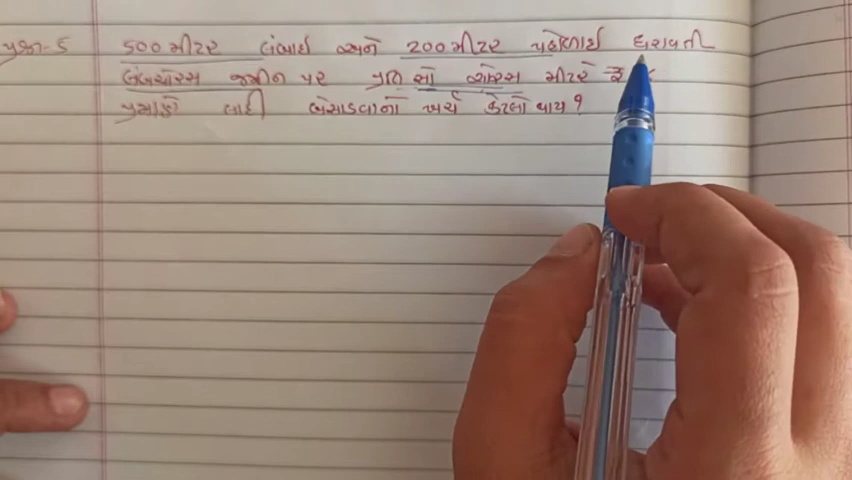 પ્રશ્ન-5 500 મીટર લંબાઈ અને 200 મીટર પહોળાઈ ધરાવતી
લંબચોરસ જમીન પર પ્રતિ સો ચોરસ મીટરે રૂ
પ્રમાણે લાદી બેસાડવાનો ખર્ચ કેટલો થાય ?